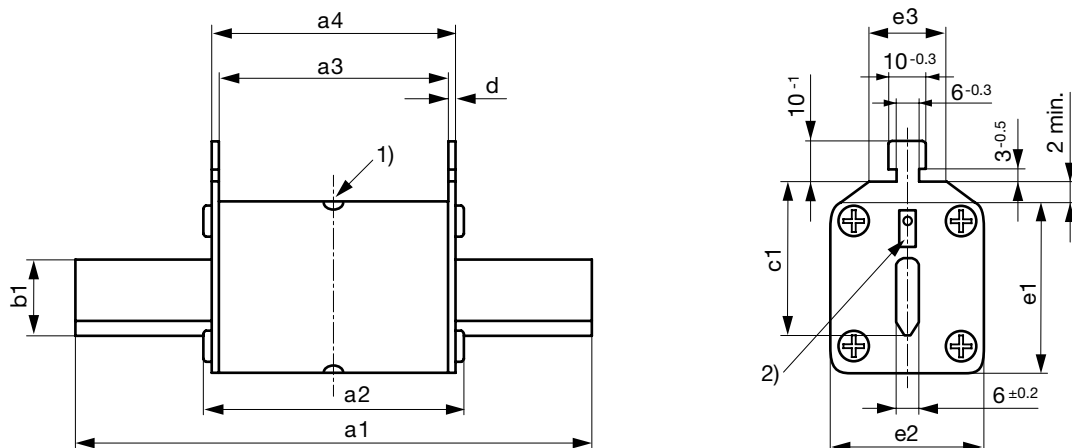 a4
a3
d
1)
b1
a2
a1
e3
10 -0.3
6 -0.3
10 -1
3 -0.5
2 min.
c1
e1
2)
6 ±0.2
e2